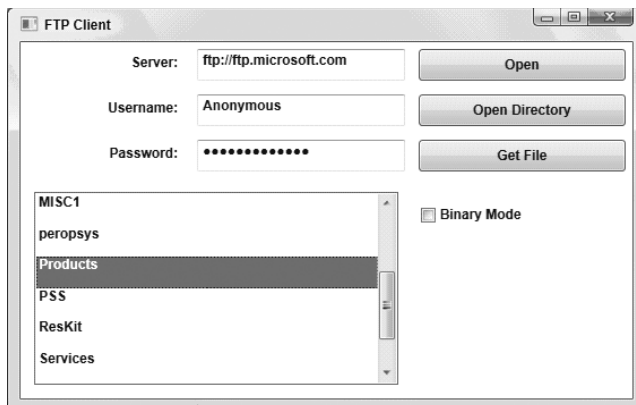 FTP Client
Server: ftp://ftp.microsoft.com Open
Username: Anonymous Open Directory
Password: ••••••••••••• Get File
MISC1
Binary Mode
peropsys
Products
PSS
ResKit
Services